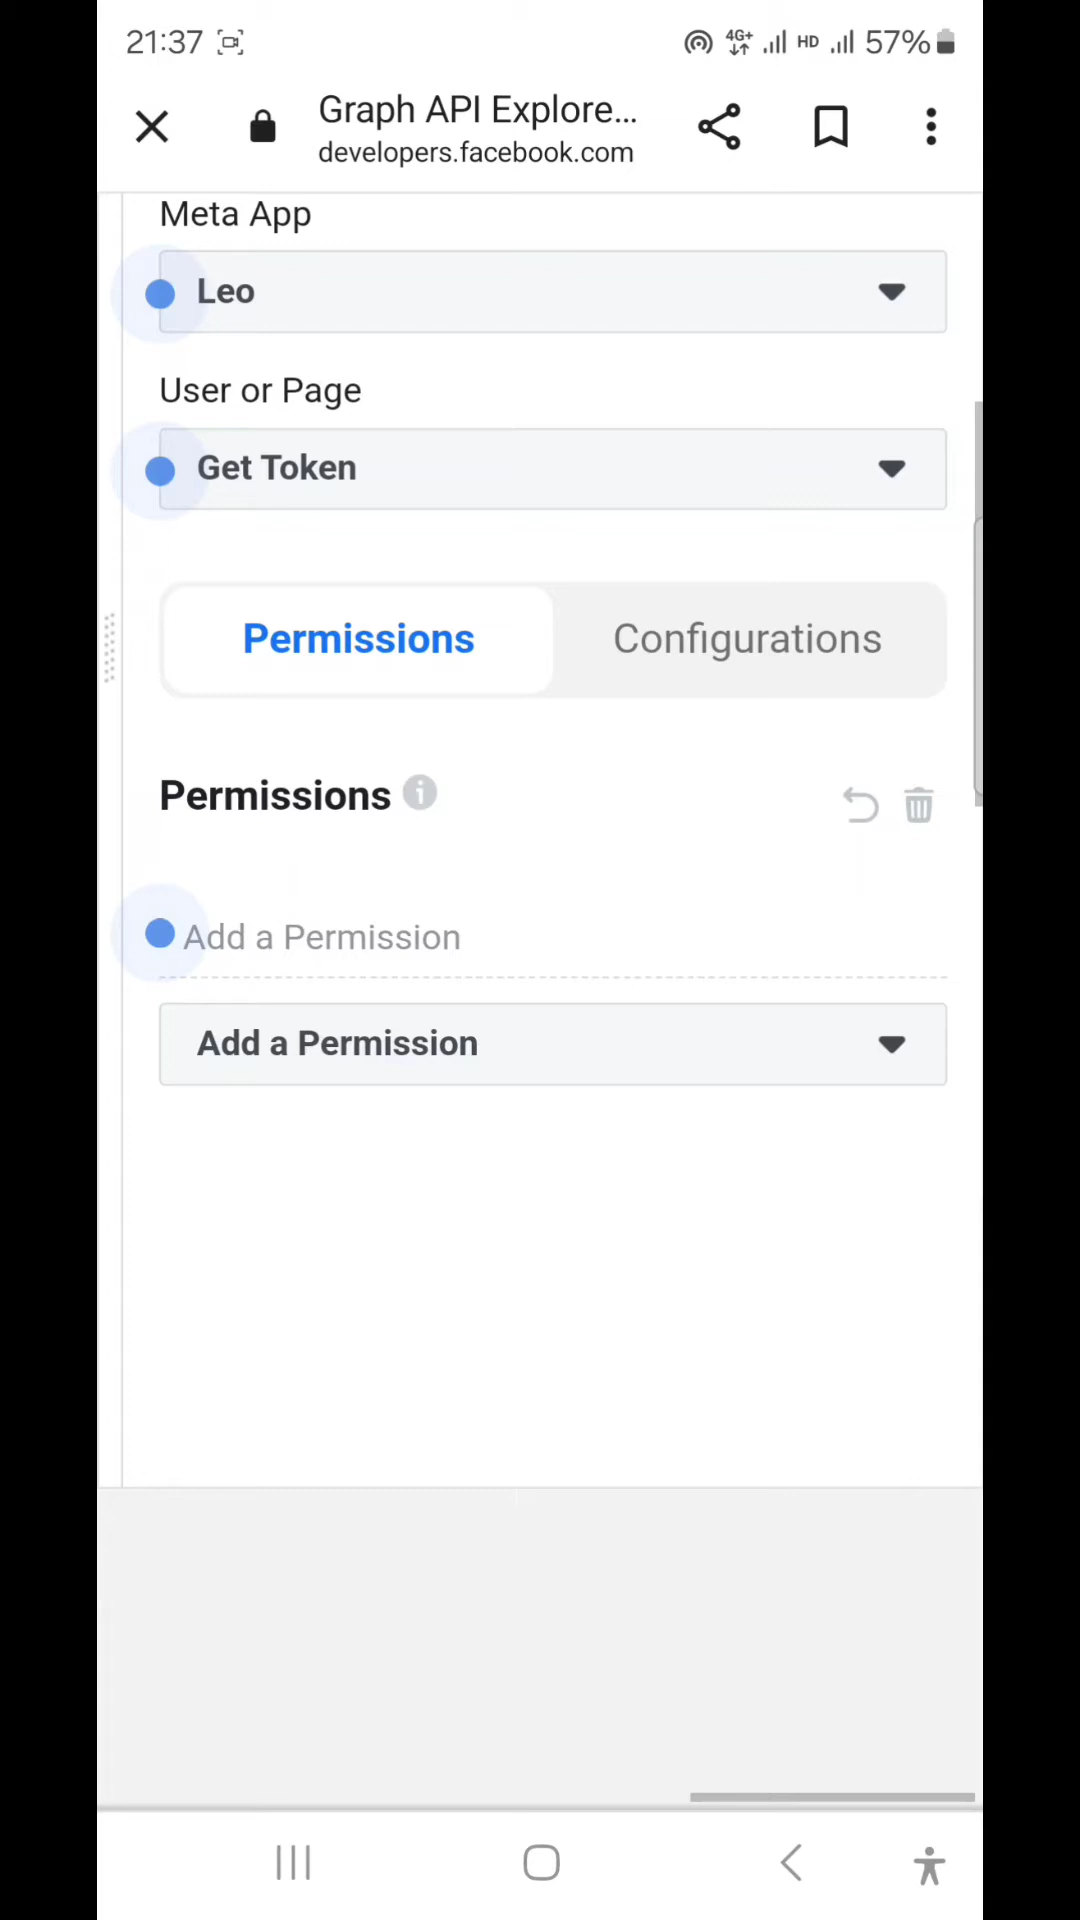 21:37
4G+
HD
57%
Graph API Explore...
developers.facebook.com
Meta App
Leo
User or Page
Get Token
Permissions
Configurations
Permissions
Add a Permission
Add a Permission